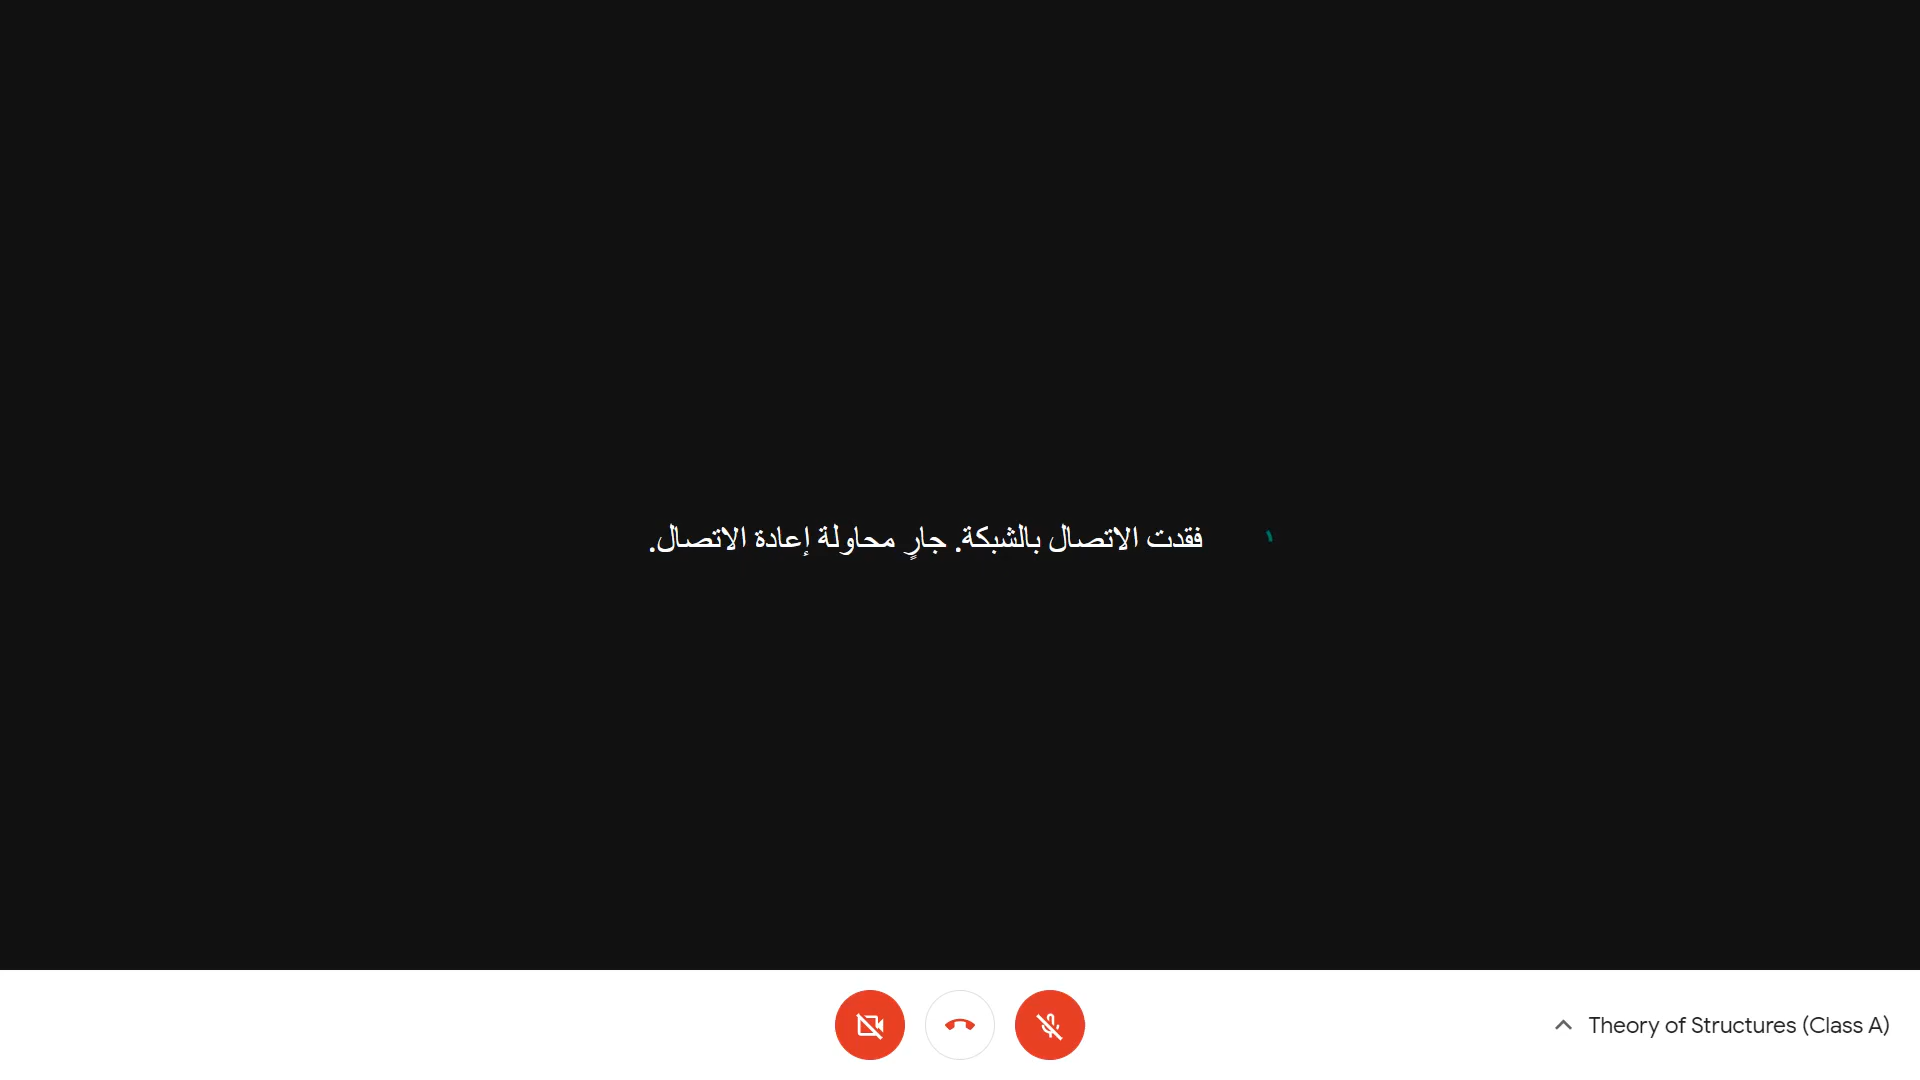 فقدت الاتصال بالشبكة. جارٍ محاولة إعادة الاتصال.
Theory of Structures (Class A)